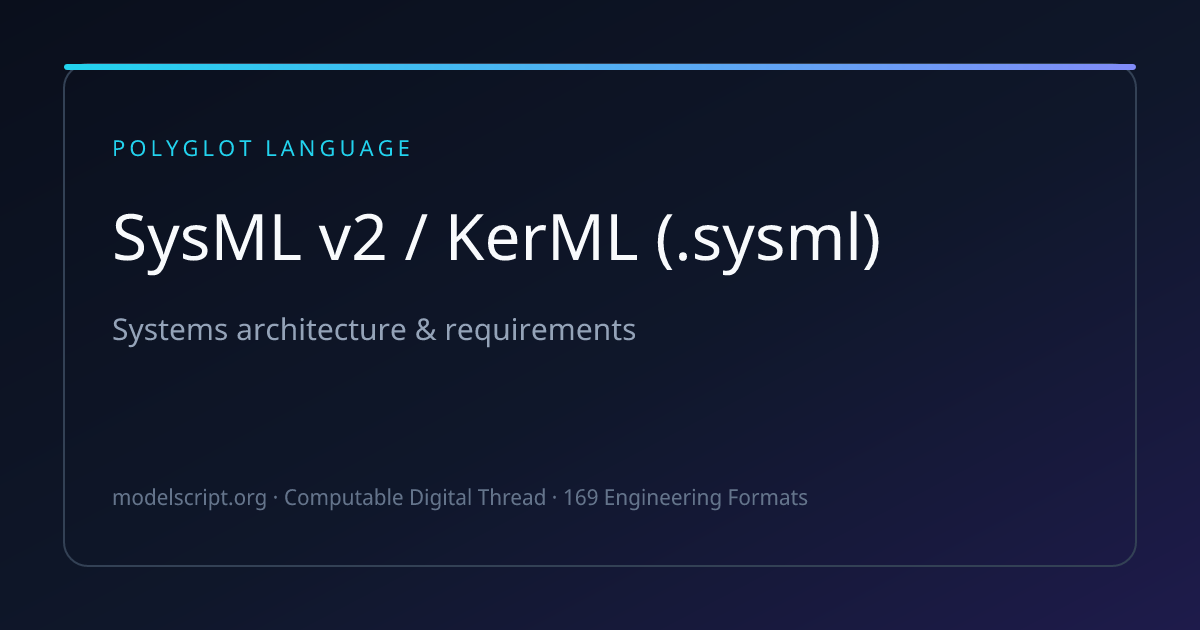 POLYGLOT LANGUAGE
SysML v2 / KerML (.sysml)
Systems architecture & requirements
modelscript.org · Computable Digital Thread · 169 Engineering Formats